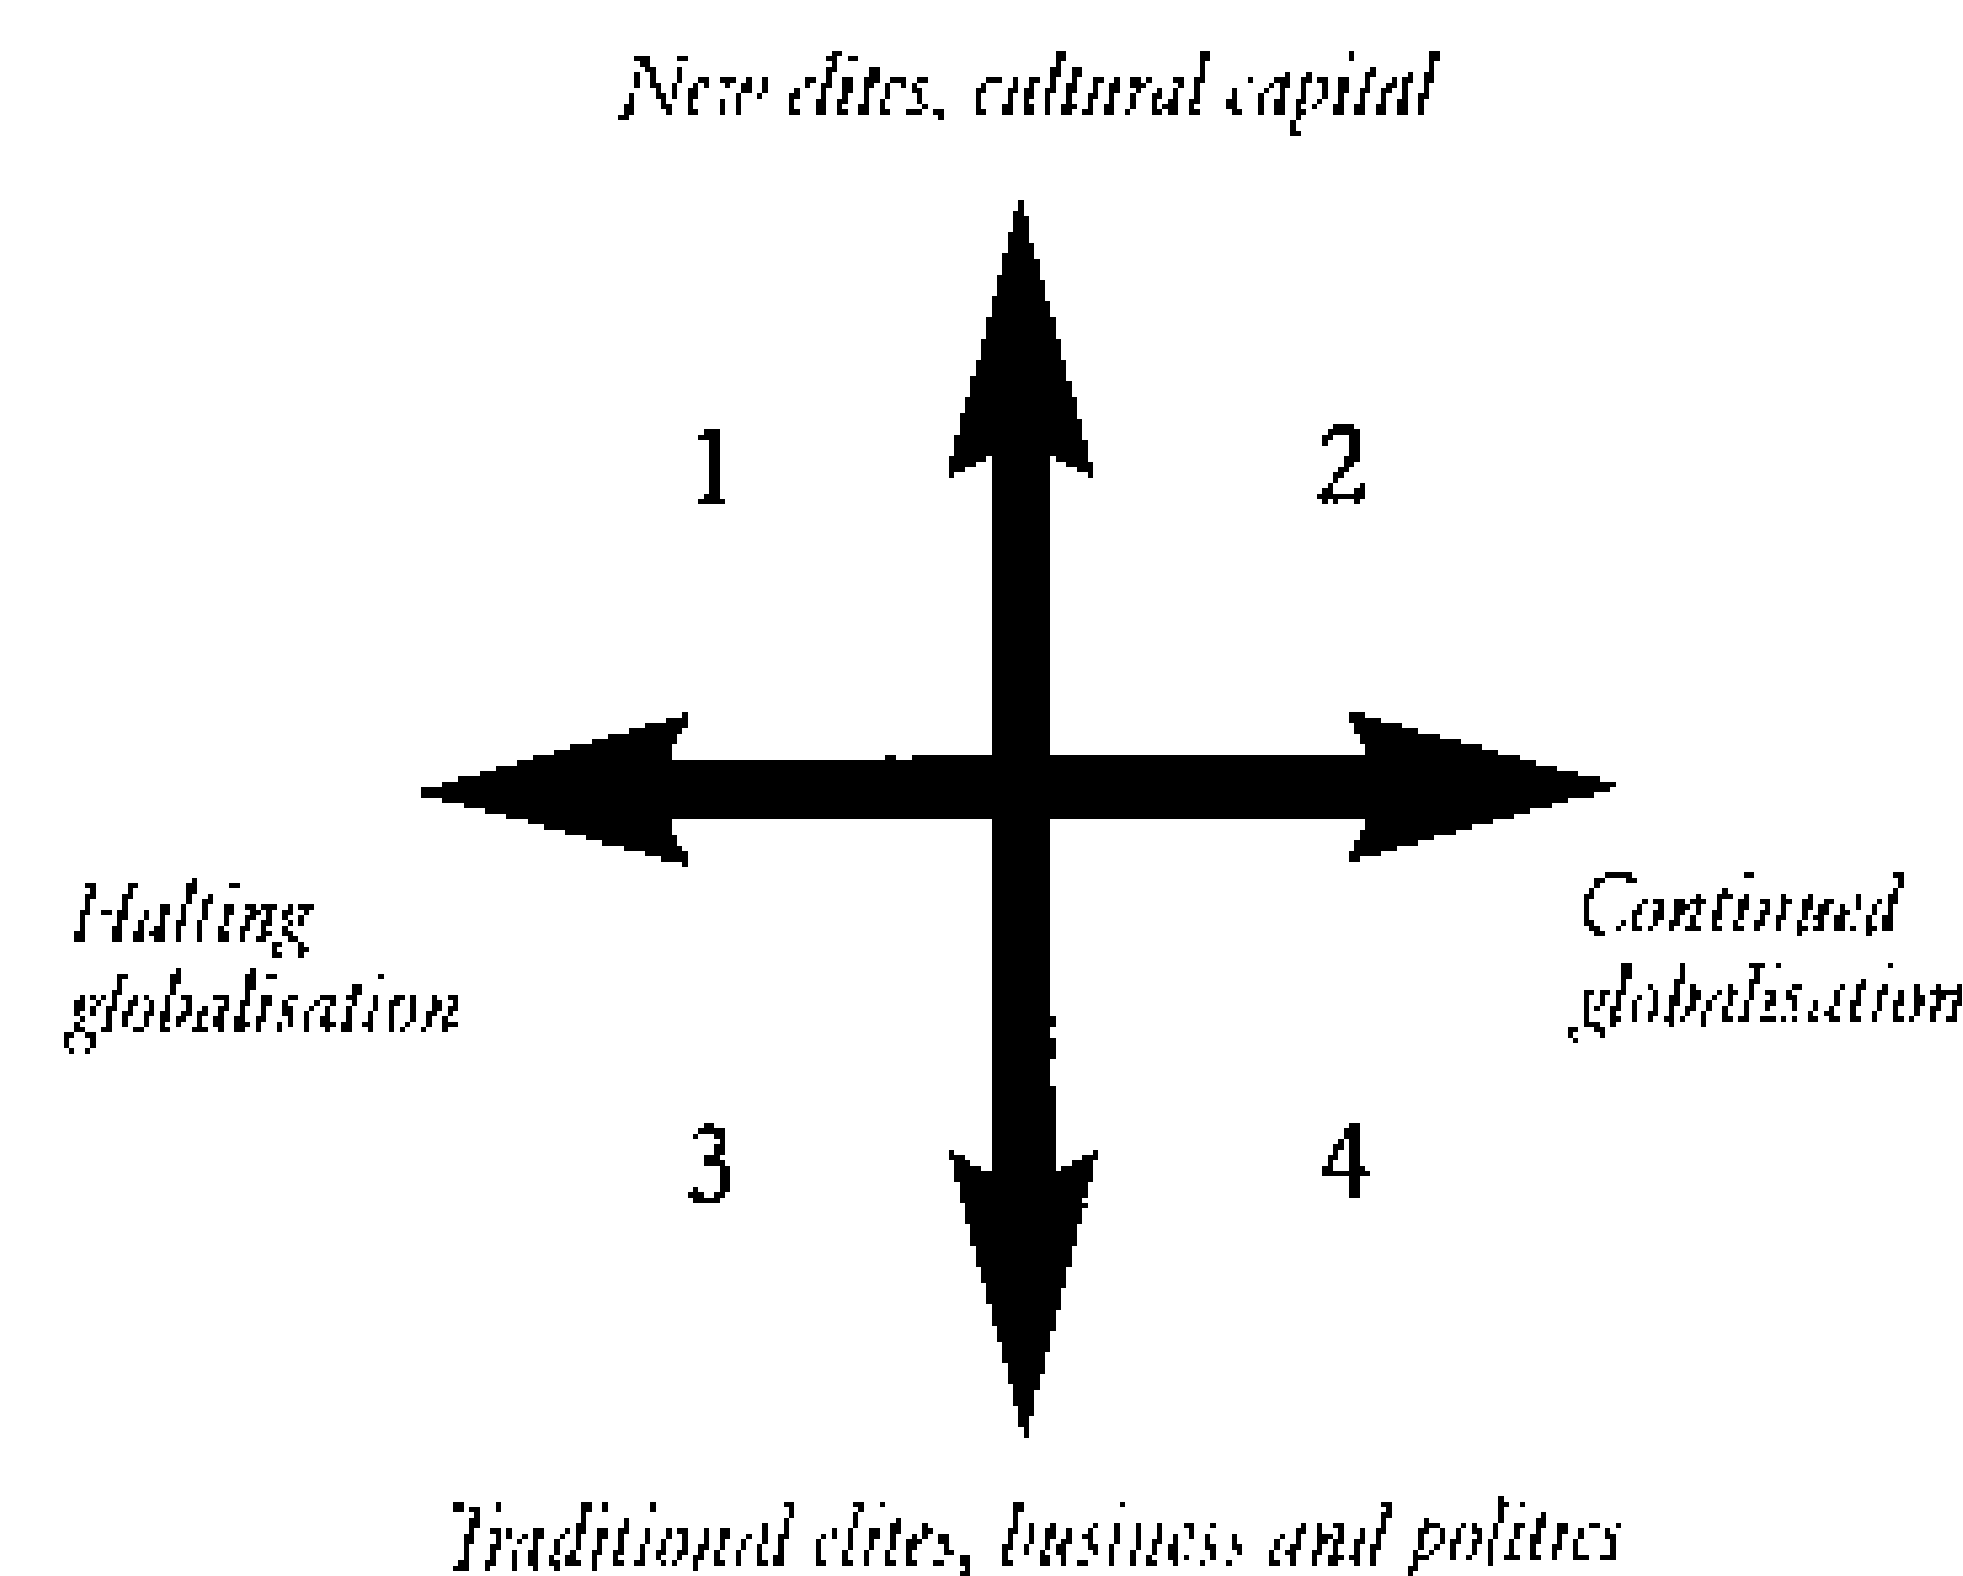 New elites, cultural capital
1
2
Halting
globalisation
Continued
globalisation
3
4
Traditional elites, business and politics